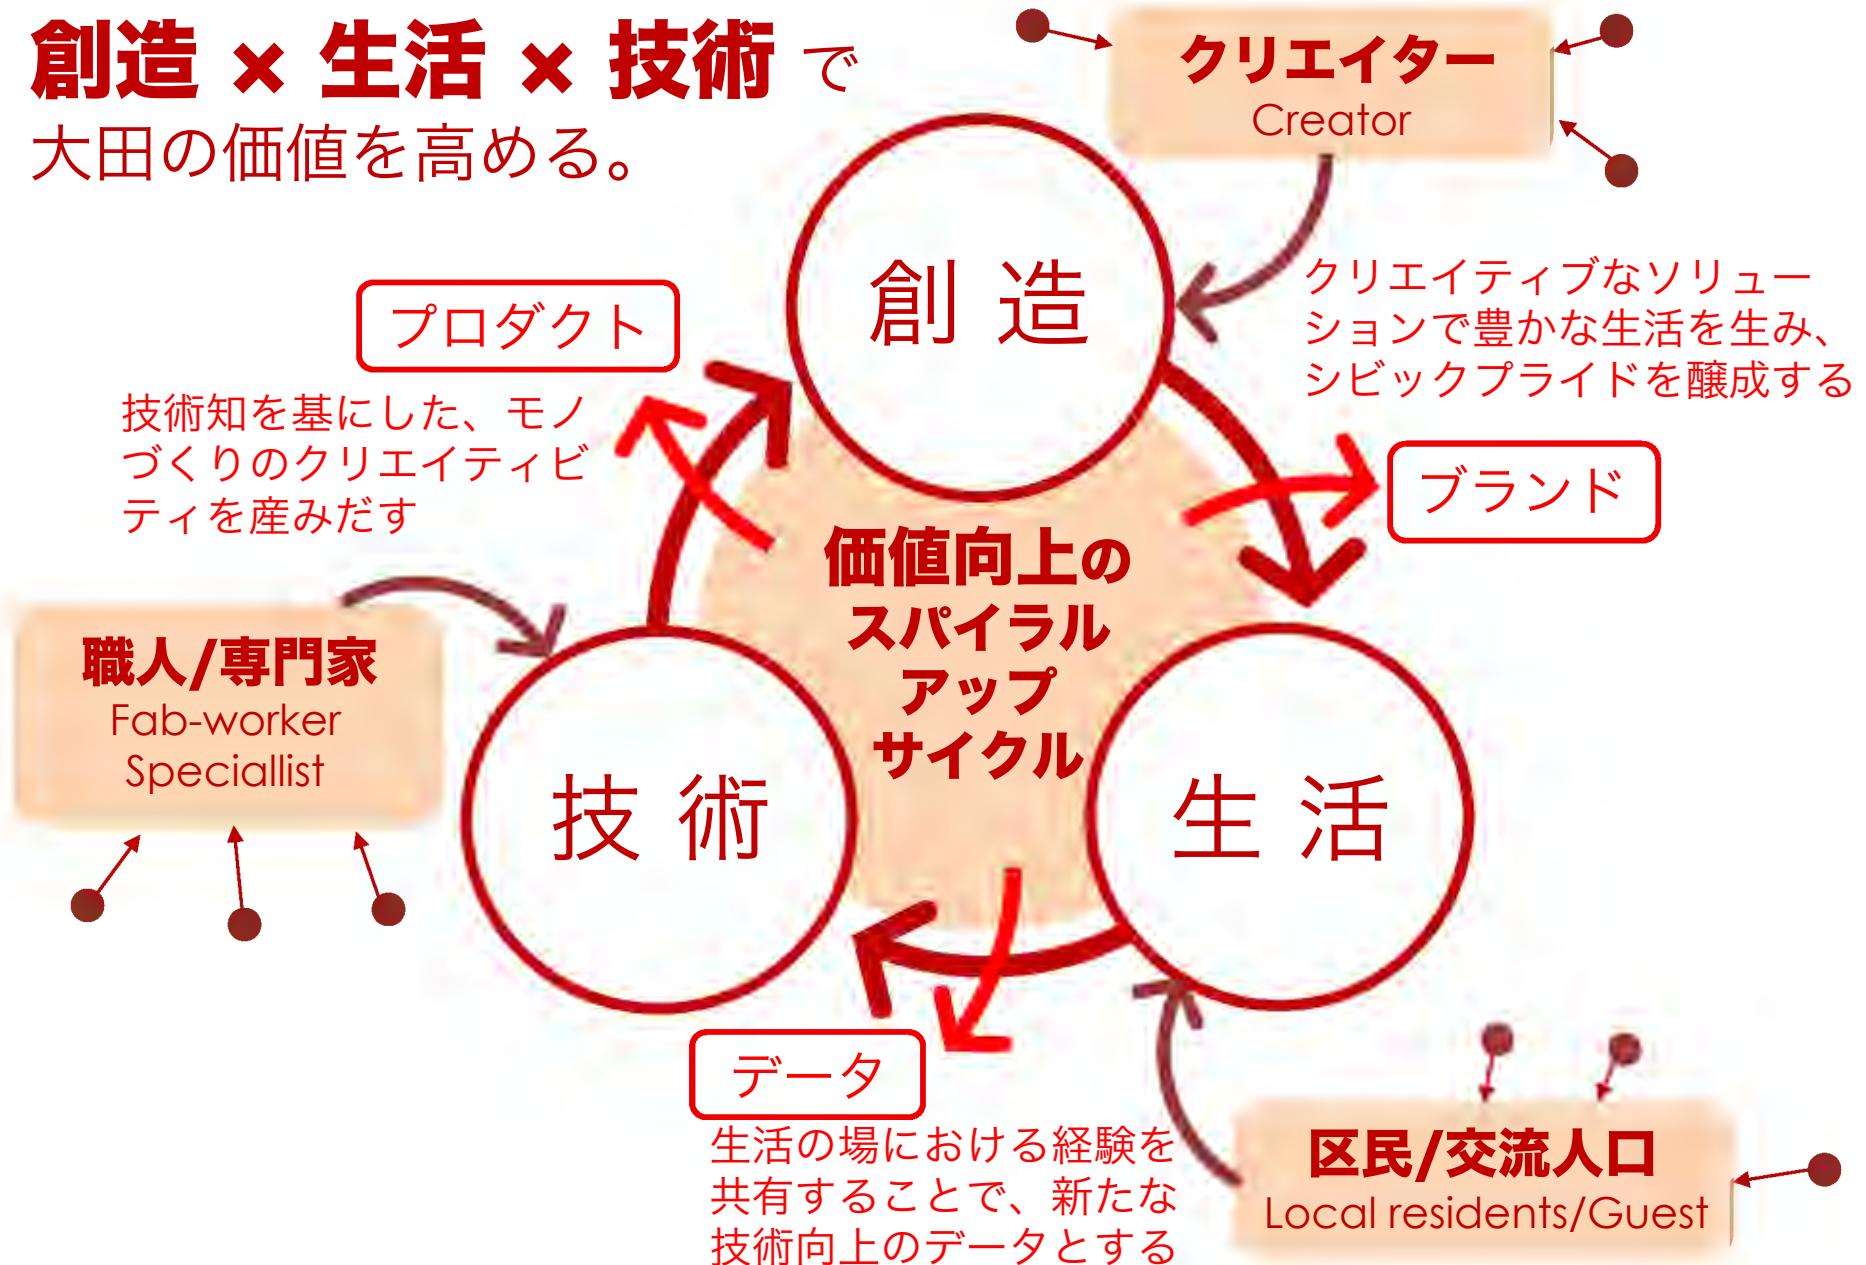 創造 × 生活 × 技術 で
大田の価値を高める。
クリエイター
Creator
創 造
クリエイティブなソリュー
ションで豊かな生活を生み、
シビックプライドを醸成する
プロダクト
技術知を基にした、モノ
づくりのクリエイティビ
ティを産みだす
ブランド
価値向上の
スパイラル
アップ
サイクル
職人/専門家
Fab-worker
Speciallist
技 術
生 活
データ
生活の場における経験を
共有することで、新たな
技術向上のデータとする
区民/交流人口
Local residents/Guest